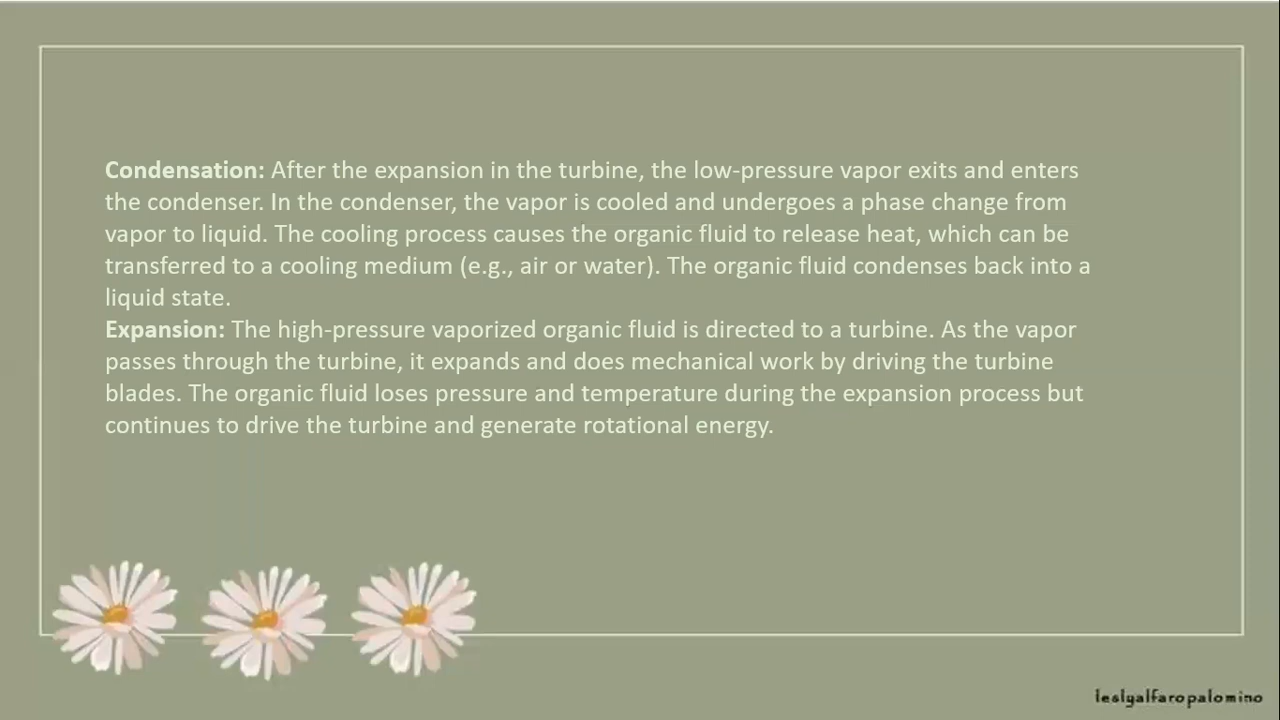 Condensation: After the expansion in the turbine, the low-pressure vapor exits and enters
the condenser. In the condenser, the vapor is cooled and undergoes a phase change from
vapor to liquid. The cooling process causes the organic fluid to release heat, which can be
transferred to a cooling medium (e.g., air or water). The organic fluid condenses back into a
liquid state.
Expansion: The high-pressure vaporized organic fluid is directed to a turbine. As the vapor
passes through the turbine, it expands and does mechanical work by driving the turbine
blades. The organic fluid loses pressure and temperature during the expansion process but
continues to drive the turbine and generate rotational energy.
leslyalfaropalomino